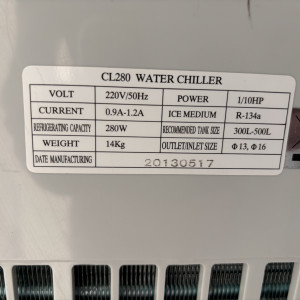 CL280 WATER CHILLER
VOLT 220V/50Hz POWER 1/10HP
CURRENT 0.9A-1.2A ICE MEDIUM R-134a
REFRIGERATING CAPACITY 280W RECOMMENDED TANK SIZE 300L-500L
WEIGHT 14Kg OUTLET/INLET SIZE Φ13, Φ16
DATE MANUFACTURING 20130517